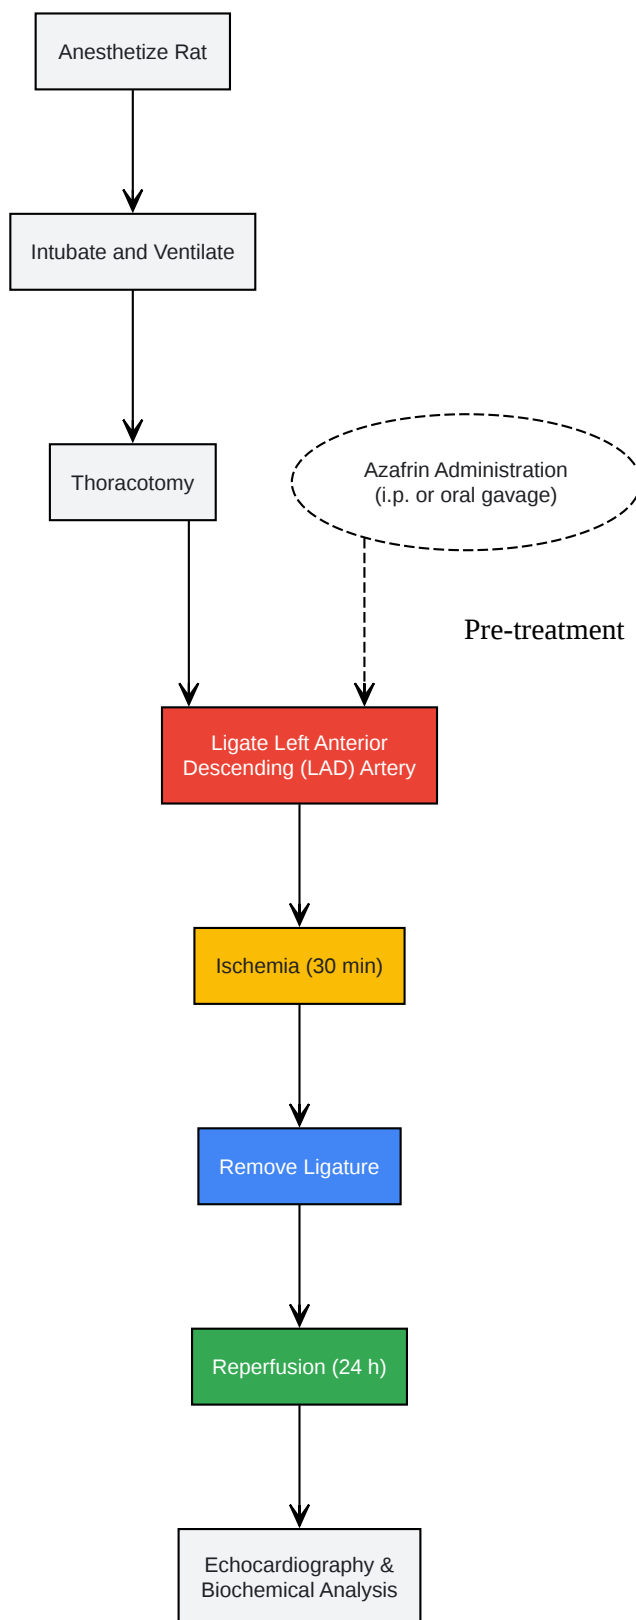 Anesthetize Rat
Intubate and Ventilate
Thoracotomy
Azafrin Administration
(i.p. or oral gavage)
Pre-treatment
Ligate Left Anterior
Descending (LAD) Artery
Ischemia (30 min)
Remove Ligature
Reperfusion (24 h)
Echocardiography &
Biochemical Analysis